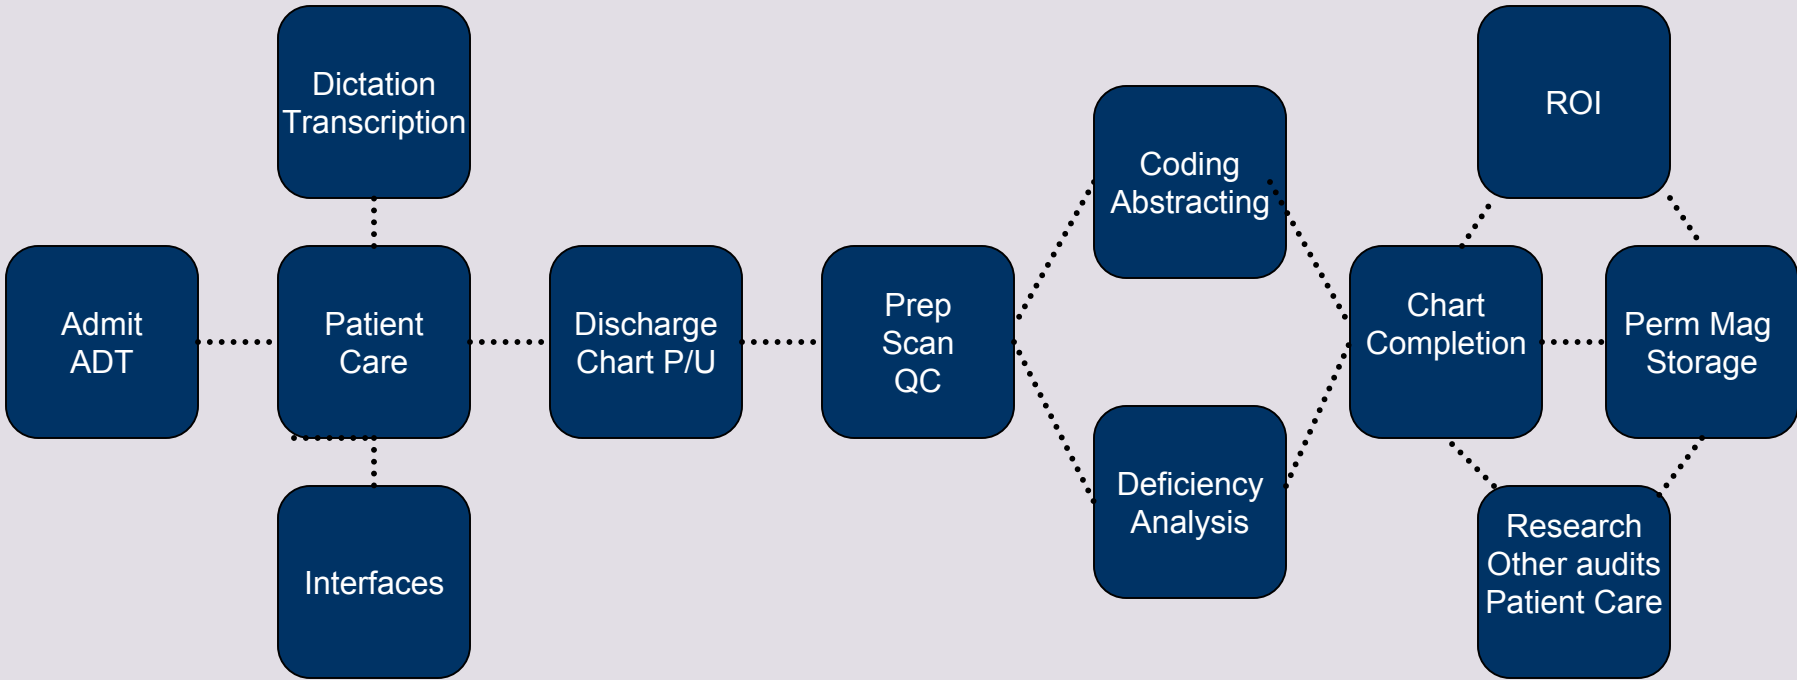 Dictation
Transcription
ROI
Coding
Abstracting
Admit
ADT
Patient
Care
Discharge
Chart P/U
Prep
Scan
QC
Chart
Completion
Perm Mag
Storage
Deficiency
Analysis
Interfaces
Research
Other audits
Patient Care